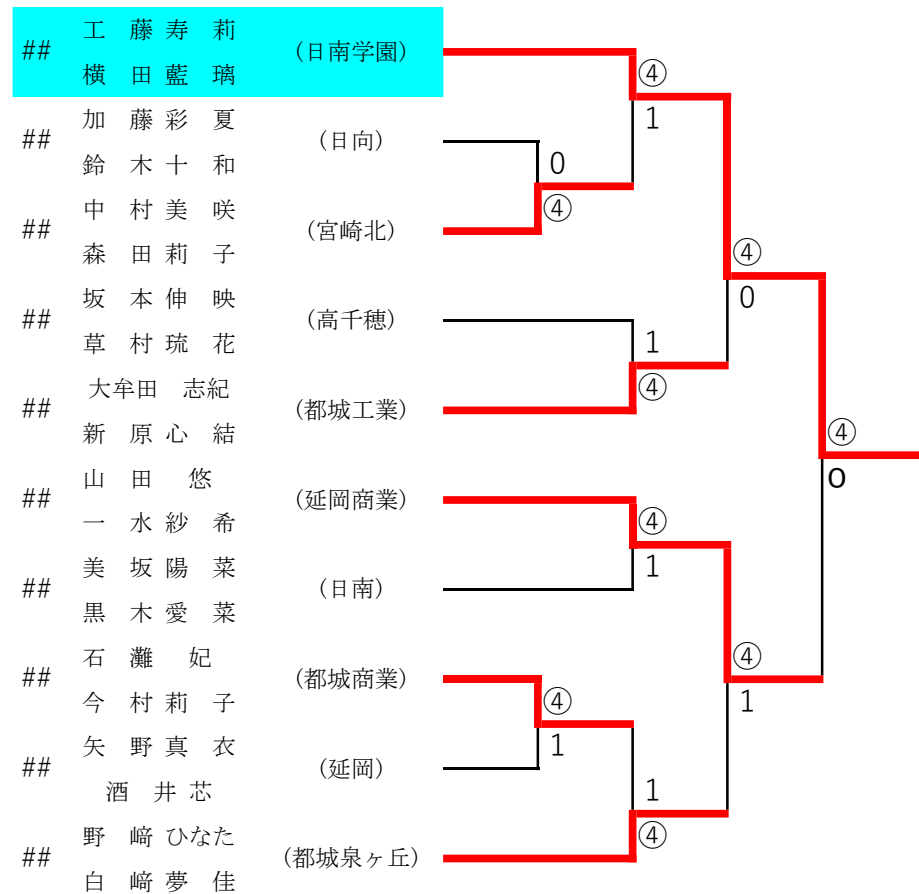 工 藤 寿 莉
## (日南学園)
横 田 藍 璃
④
1
加 藤 彩 夏
## (日向)
鈴 木 十 和
0
④
中 村 美 咲
## (宮崎北)
森 田 莉 子
④
0
坂 本 伸 映
## (高千穂)
草 村 琉 花
1
④
大牟田 志紀
## (都城工業)
新 原 心 結
④
0
山 田 悠
## (延岡商業)
一 水 紗 希
④
1
美 坂 陽 菜
## (日南)
黒 木 愛 菜
石 灘 妃
## (都城商業)
今 村 莉 子
④
1
④
1
矢 野 真 衣
## (延岡)
酒 井 芯
1
④
野 﨑 ひなた
## (都城泉ヶ丘)
白 﨑 夢 佳